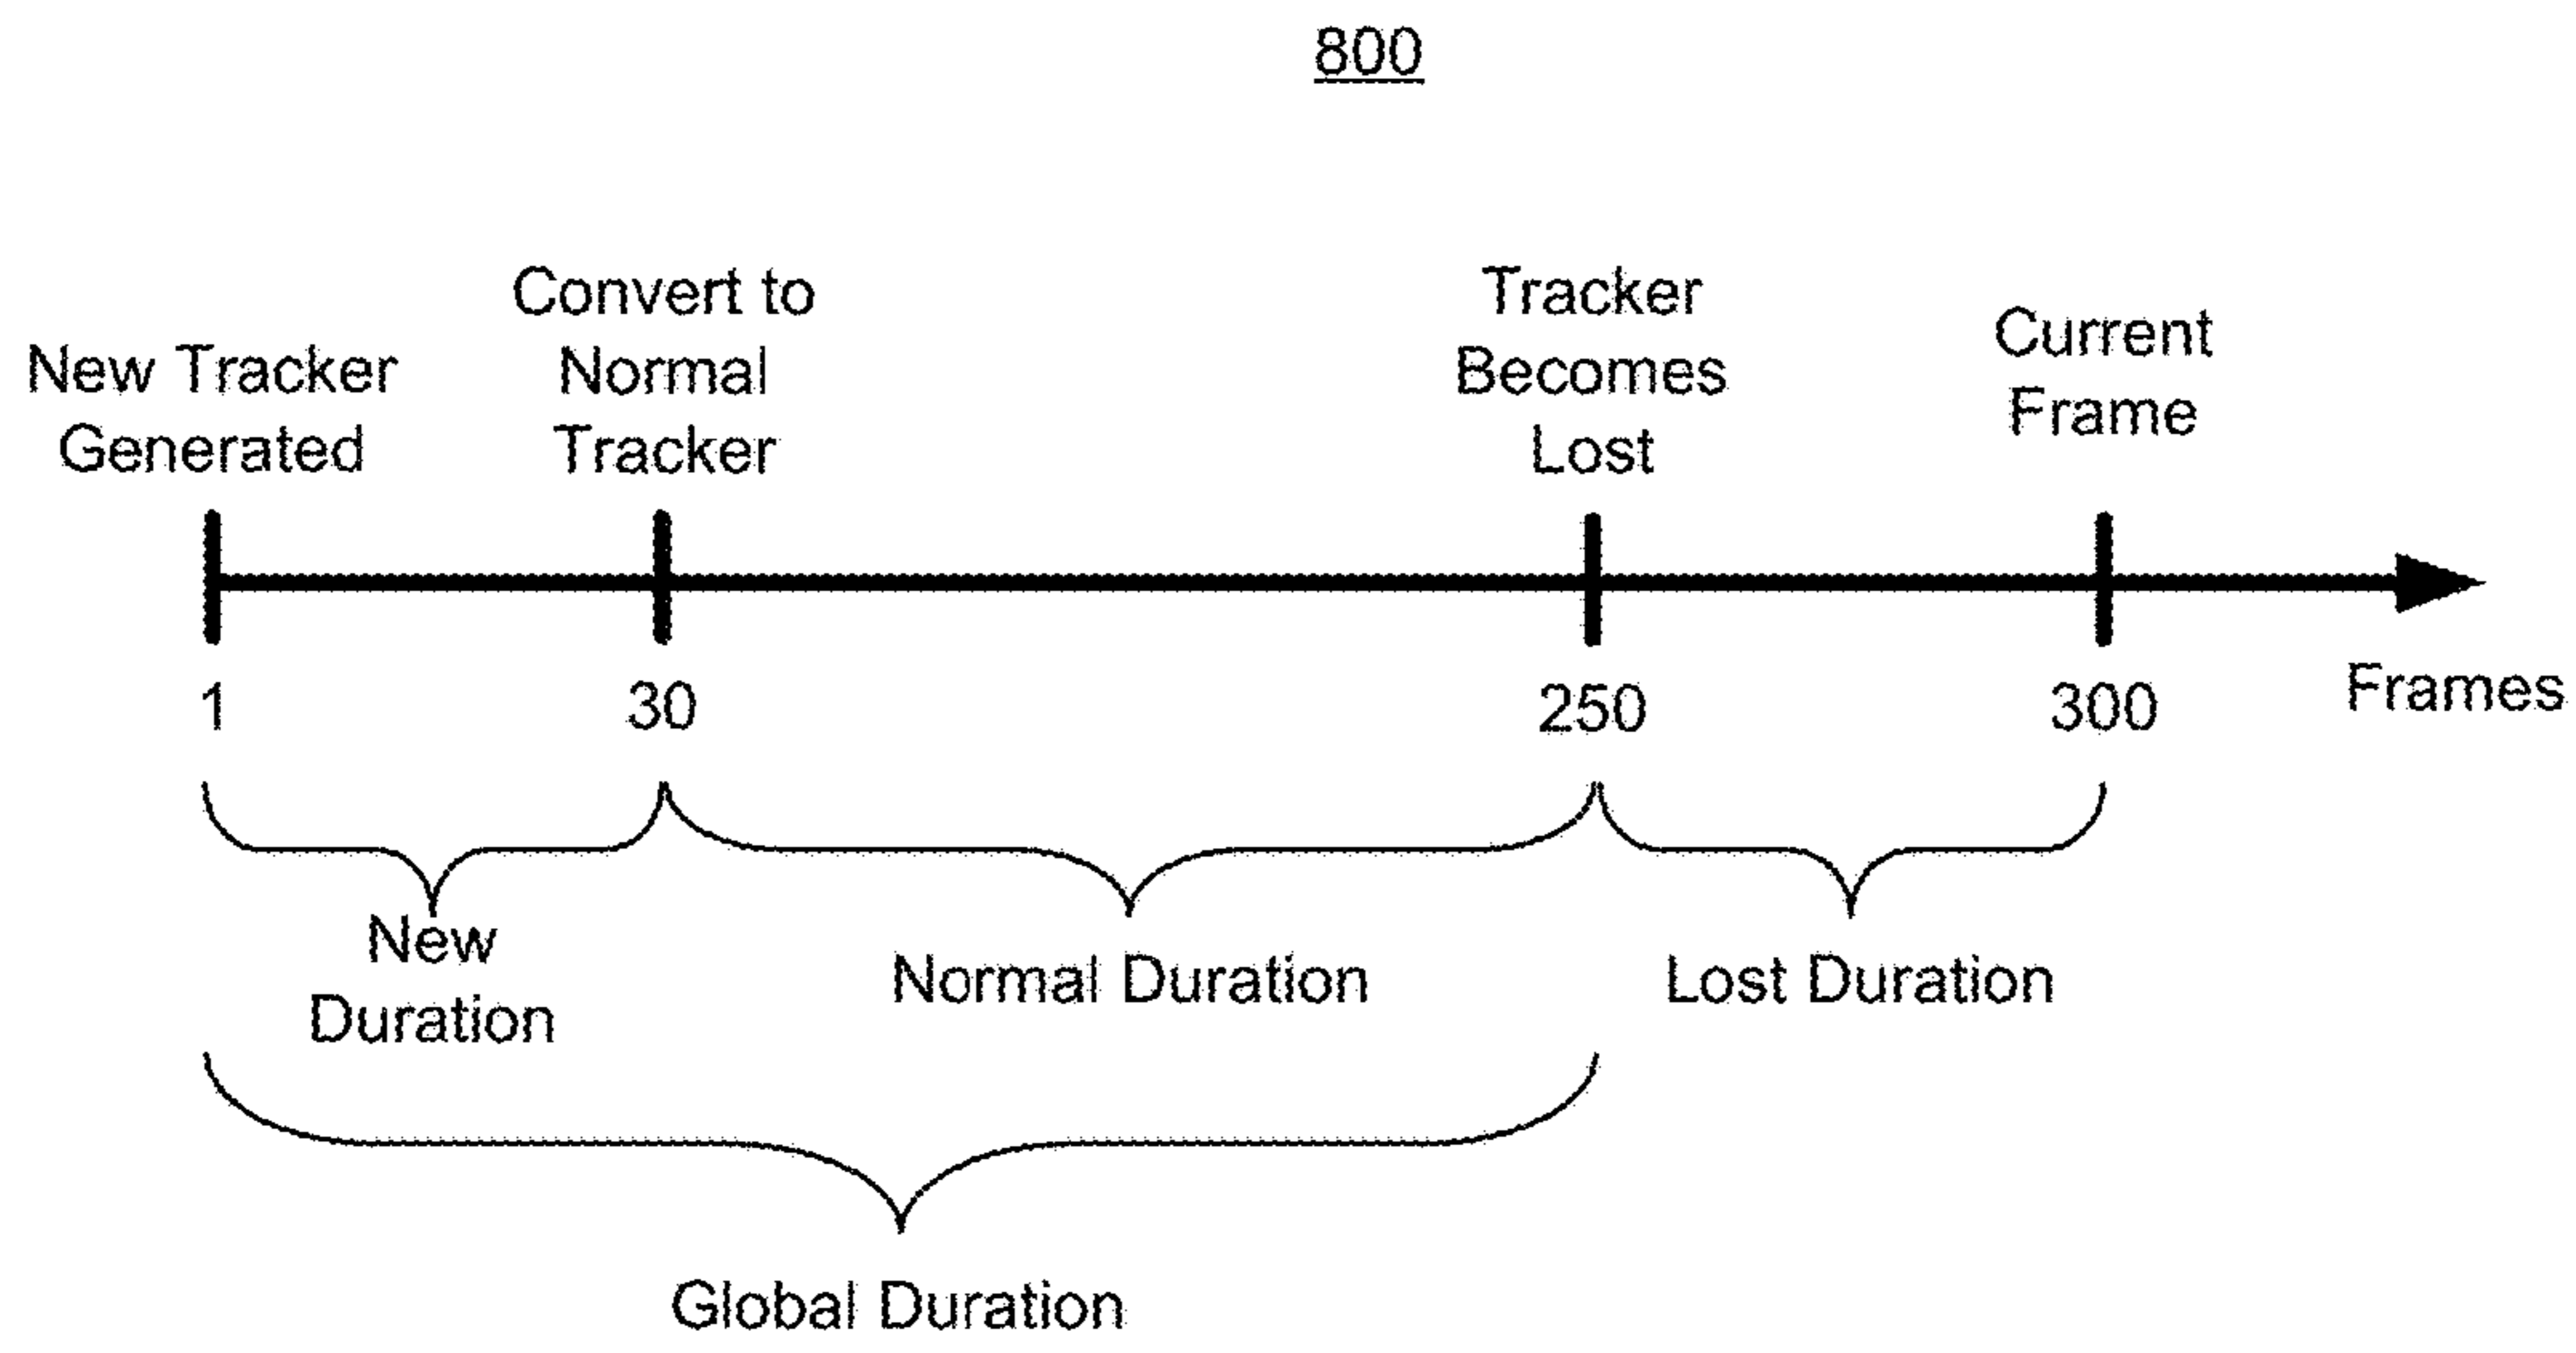 800
New Tracker
Generated
Convert to
Normal
Tracker
Tracker
Becomes
Lost
Current
Frame
1
30
250
300
Frames
New
Duration
Normal Duration
Lost Duration
Global Duration